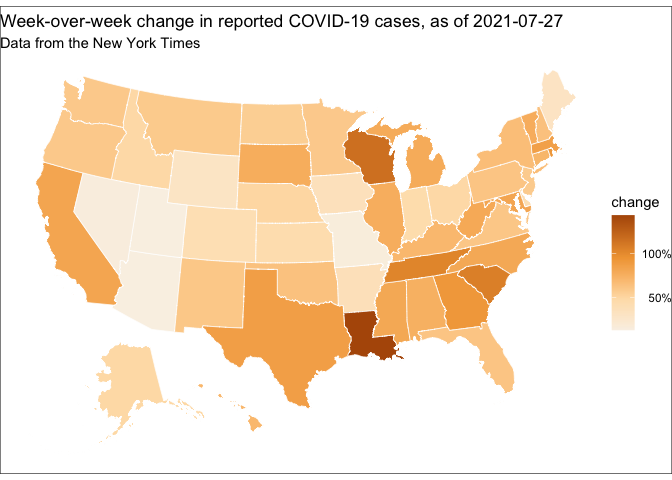 Week-over-week change in reported COVID-19 cases, as of 2021-07-27
Data from the New York Times
change
100%
50%